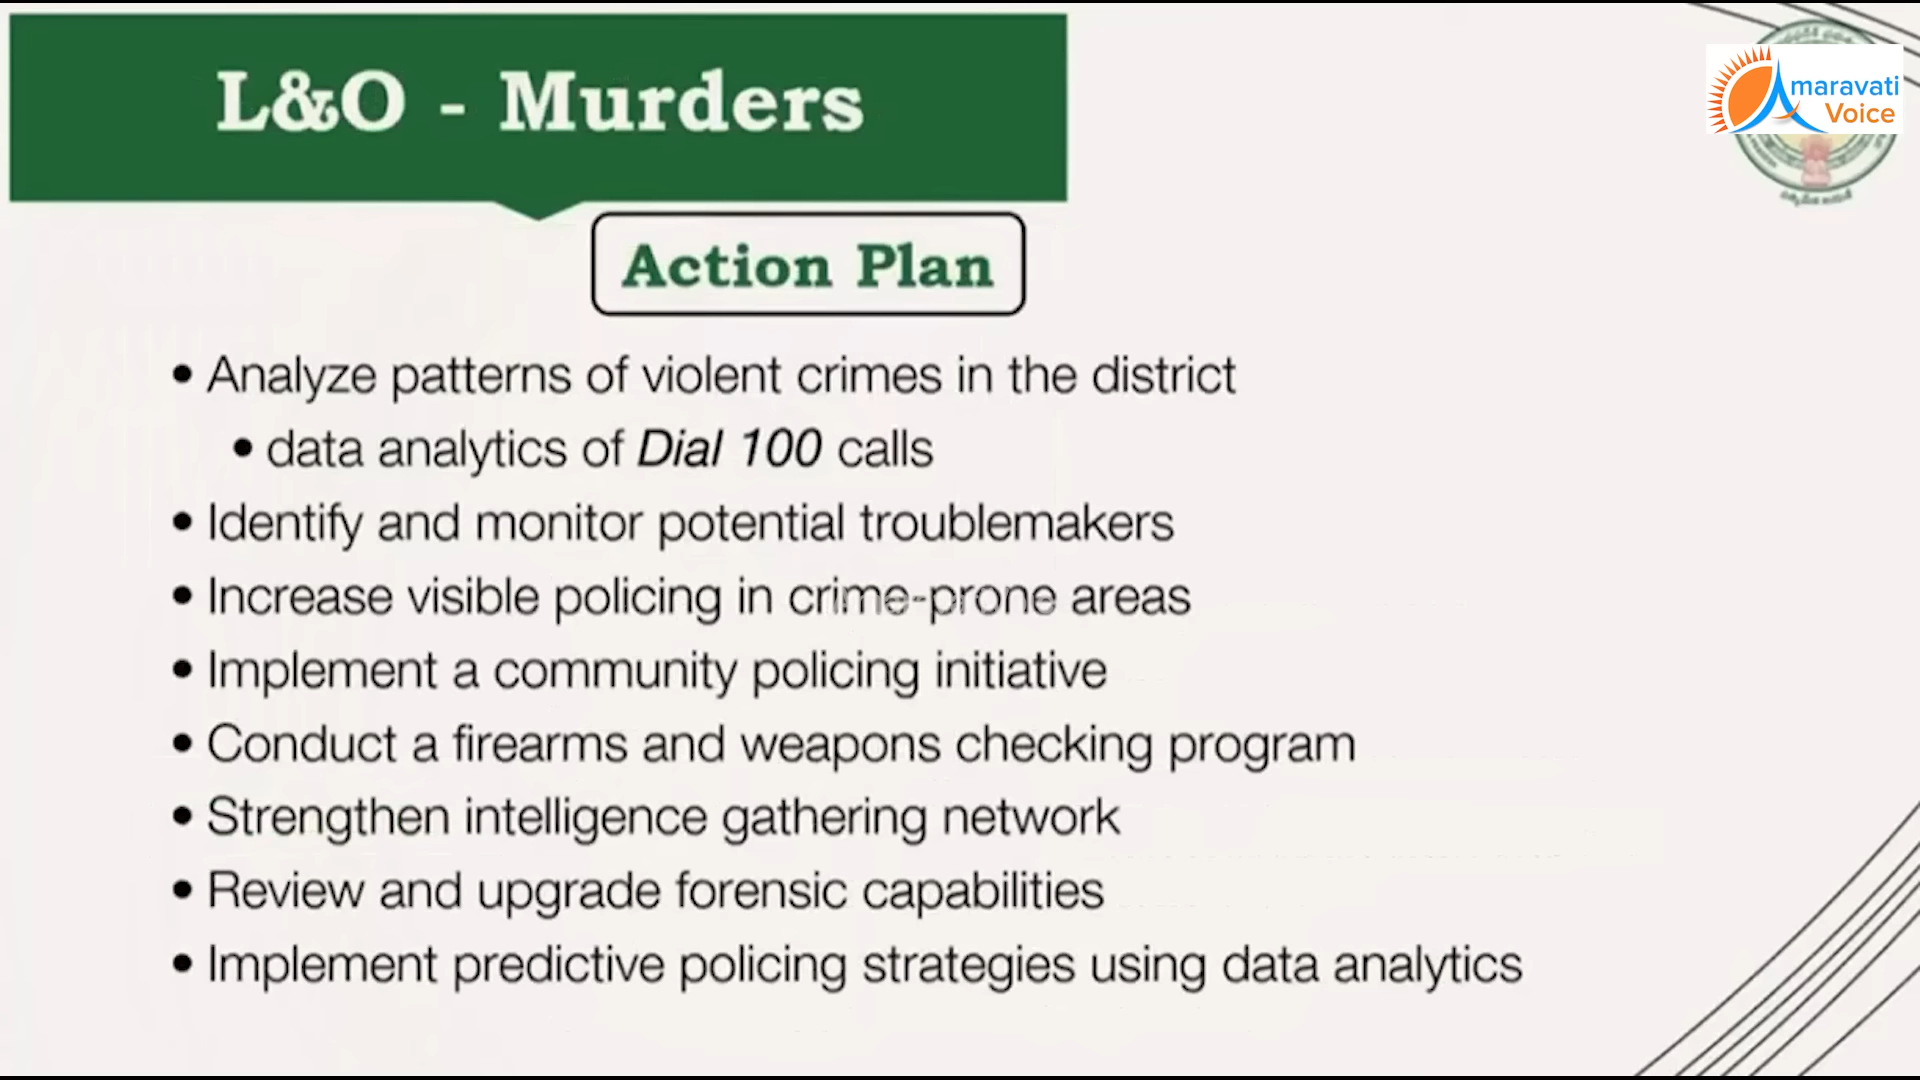 L&O - Murders
maravati
Voice
Action Plan
• Analyze patterns of violent crimes in the district
• data analytics of Dial 100 calls
• Identify and monitor potential troublemakers
• Increase visible policing in crime-prone areas
• Implement a community policing initiative
• Conduct a firearms and weapons checking program
• Strengthen intelligence gathering network
• Review and upgrade forensic capabilities
• Implement predictive policing strategies using data analytics